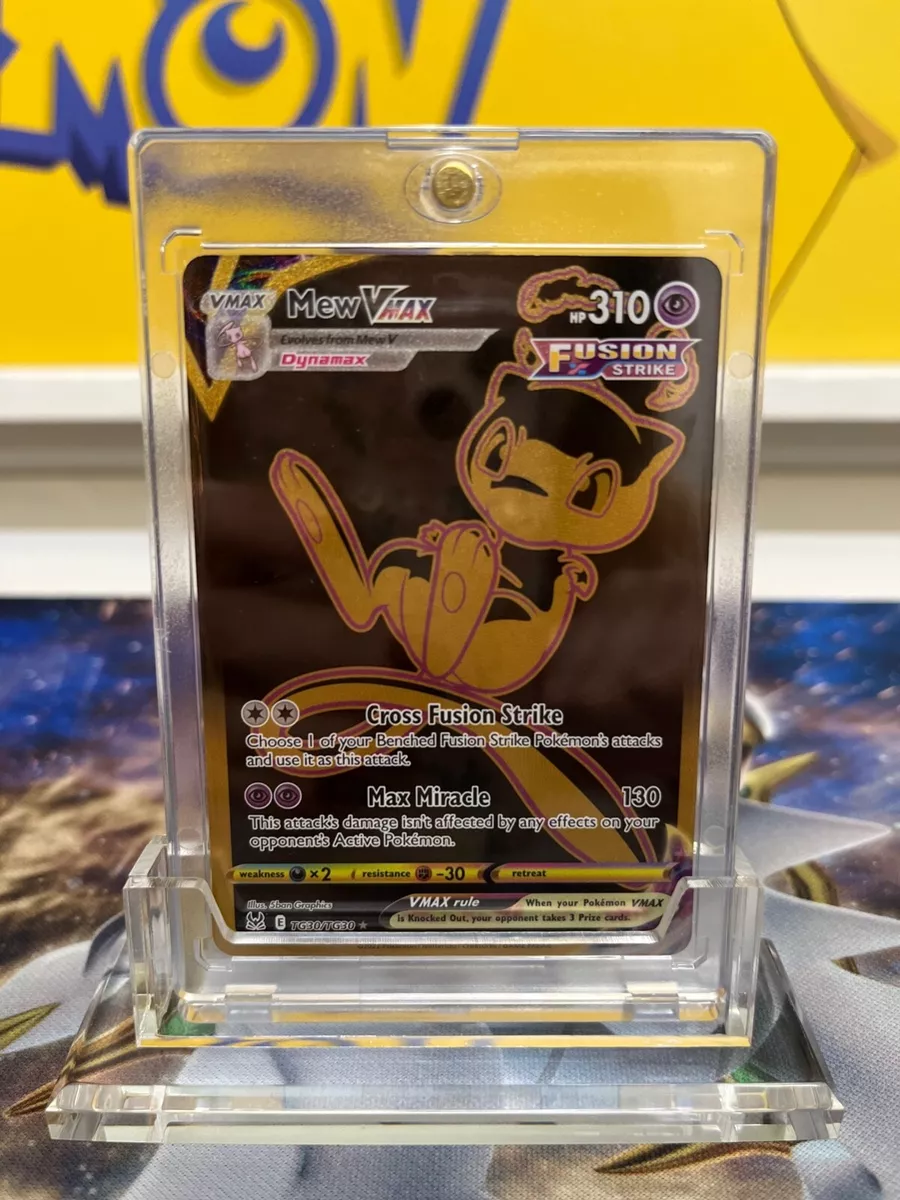 EMON
VMAX
Mew VMAX
HP 310
Evolves from Mew V
Dynamax
FUSION
STRIKE
Cross Fusion Strike
Choose 1 of your Benched Fusion Strike Pokémon's attacks
and use it as this attack.
Max Miracle 130
This attack's damage isn't affected by any effects on your
opponent's Active Pokémon.
weakness ×2 resistance -30 retreat
Illus. 5ban Graphics
VMAX rule When your Pokémon VMAX
is Knocked Out, your opponent takes 3 Prize cards.
E TG30/TG30 ★